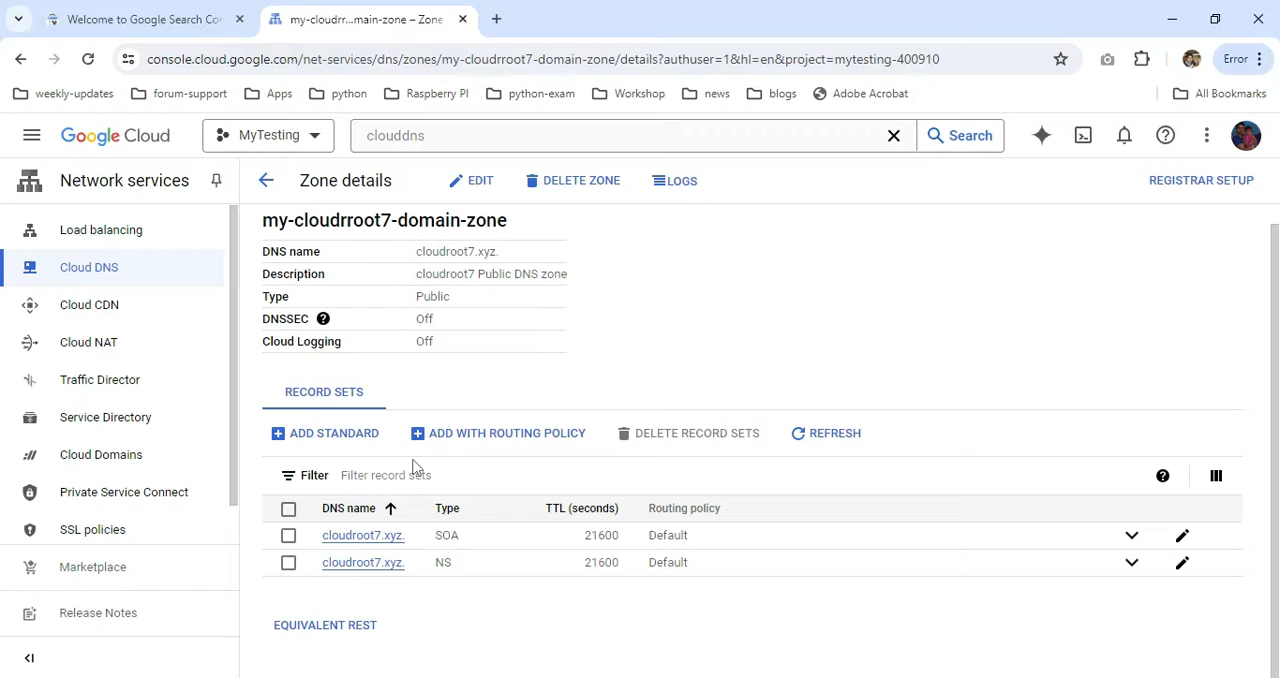 Welcome to Google Search Co
my-cloudrr...main-zone – Zone
console.cloud.google.com/net-services/dns/zones/my-cloudrroot7-domain-zone/details?authuser=1&hl=en&project=mytesting-400910
Error
weekly-updates
forum-support
Apps
python
Raspberry PI
python-exam
Workshop
news
blogs
Adobe Acrobat
All Bookmarks
Google Cloud
MyTesting
clouddns
Search
Network services
Zone details
EDIT
DELETE ZONE
LOGS
REGISTRAR SETUP
Load balancing
Cloud DNS
Cloud CDN
Cloud NAT
Traffic Director
Service Directory
Cloud Domains
Private Service Connect
SSL policies
Marketplace
Release Notes
my-cloudrroot7-domain-zone
DNS name cloudroot7.xyz.
Description cloudroot7 Public DNS zone
Type Public
DNSSEC Off
Cloud Logging Off
RECORD SETS
ADD STANDARD
ADD WITH ROUTING POLICY
DELETE RECORD SETS
REFRESH
Filter Filter record sets
DNS name Type TTL (seconds) Routing policy
cloudroot7.xyz. SOA 21600 Default
cloudroot7.xyz. NS 21600 Default
EQUIVALENT REST